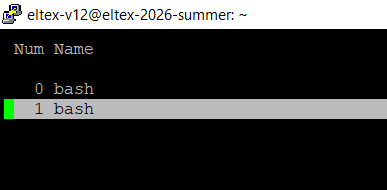 eltex-v12@eltex-2026-summer: ~
Num Name
0 bash
1 bash